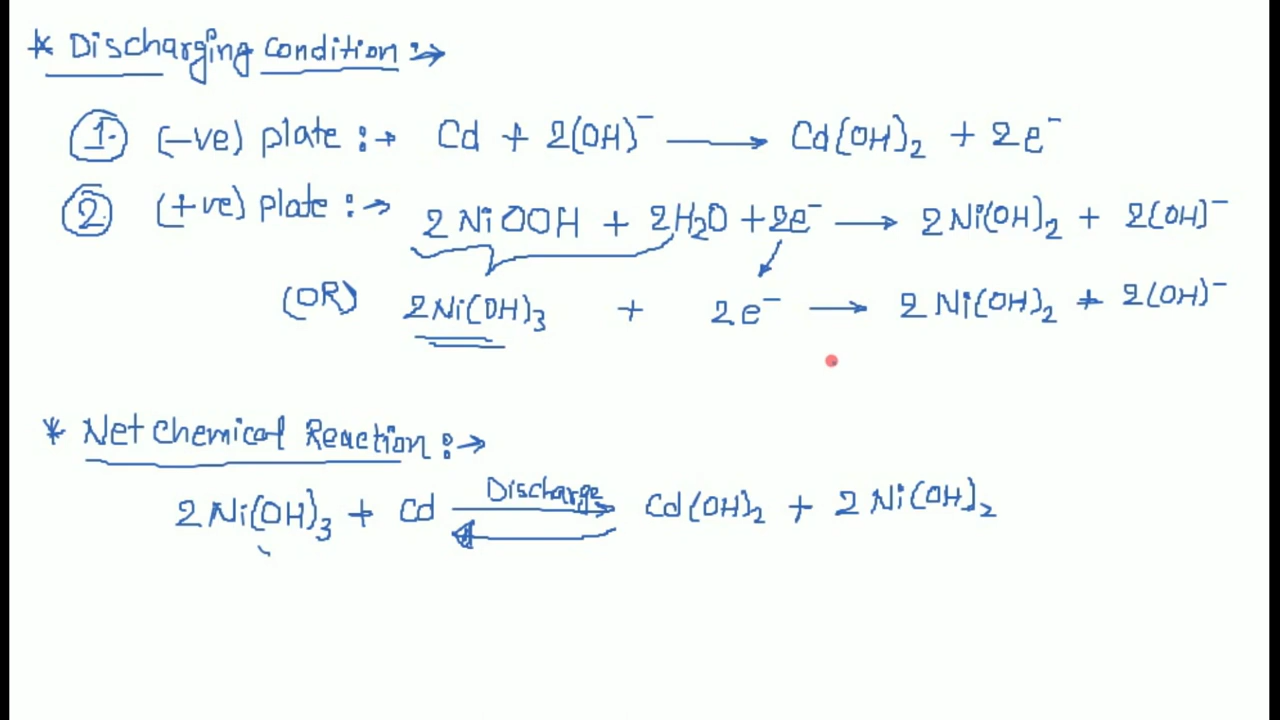 * Discharging Condition :→
① (-ve) plate :→ Cd + 2(OH)⁻ ⟶ Cd(OH)₂ + 2e⁻
② (+ve) plate :→ 2NiOOH + 2H₂O + 2e⁻ ⟶ 2Ni(OH)₂ + 2(OH)⁻
(OR) 2Ni(OH)₃ + 2e⁻ ⟶ 2Ni(OH)₂ + 2(OH)⁻
* Net Chemical Reaction :→
Discharge
2Ni(OH)₃ + Cd ⇌ Cd(OH)₂ + 2Ni(OH)₂